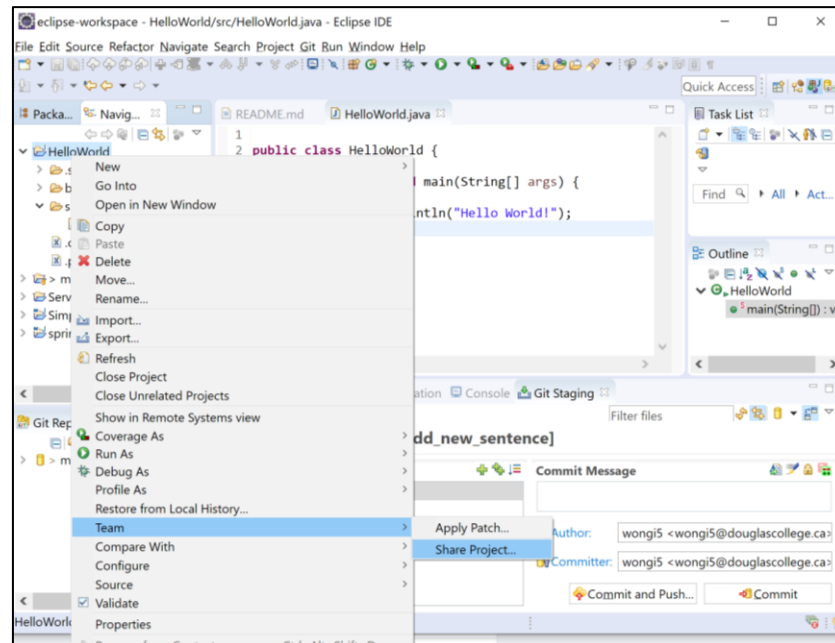 eclipse-workspace - HelloWorld/src/HelloWorld.java - Eclipse IDE
File Edit Source Refactor Navigate Search Project Git Run Window Help
Quick Access
Packa... Navig... README.md HelloWorld.java Task List
1
2 public class HelloWorld {
main(String[] args) {
ntln("Hello World!");
Find All Act...
Outline
HelloWorld
main(String[]) : v
HelloWorld
New
Go Into
Open in New Window
Copy
Paste
Delete
Move...
Rename...
Import...
Export...
Refresh
Close Project
Close Unrelated Projects
Show in Remote Systems view
Coverage As
Run As
Debug As
Profile As
Restore from Local History...
Team
Compare With
Configure
Source
Validate
Properties
Apply Patch...
Share Project...
> m
Serv
Simp
sprin
Git Rep
> m
ation Console Git Staging
Filter files
dd_new_sentence]
Commit Message
Author: wongi5 <wongi5@douglascollege.ca>
Committer: wongi5 <wongi5@douglascollege.ca>
Commit and Push... Commit
HelloWorld